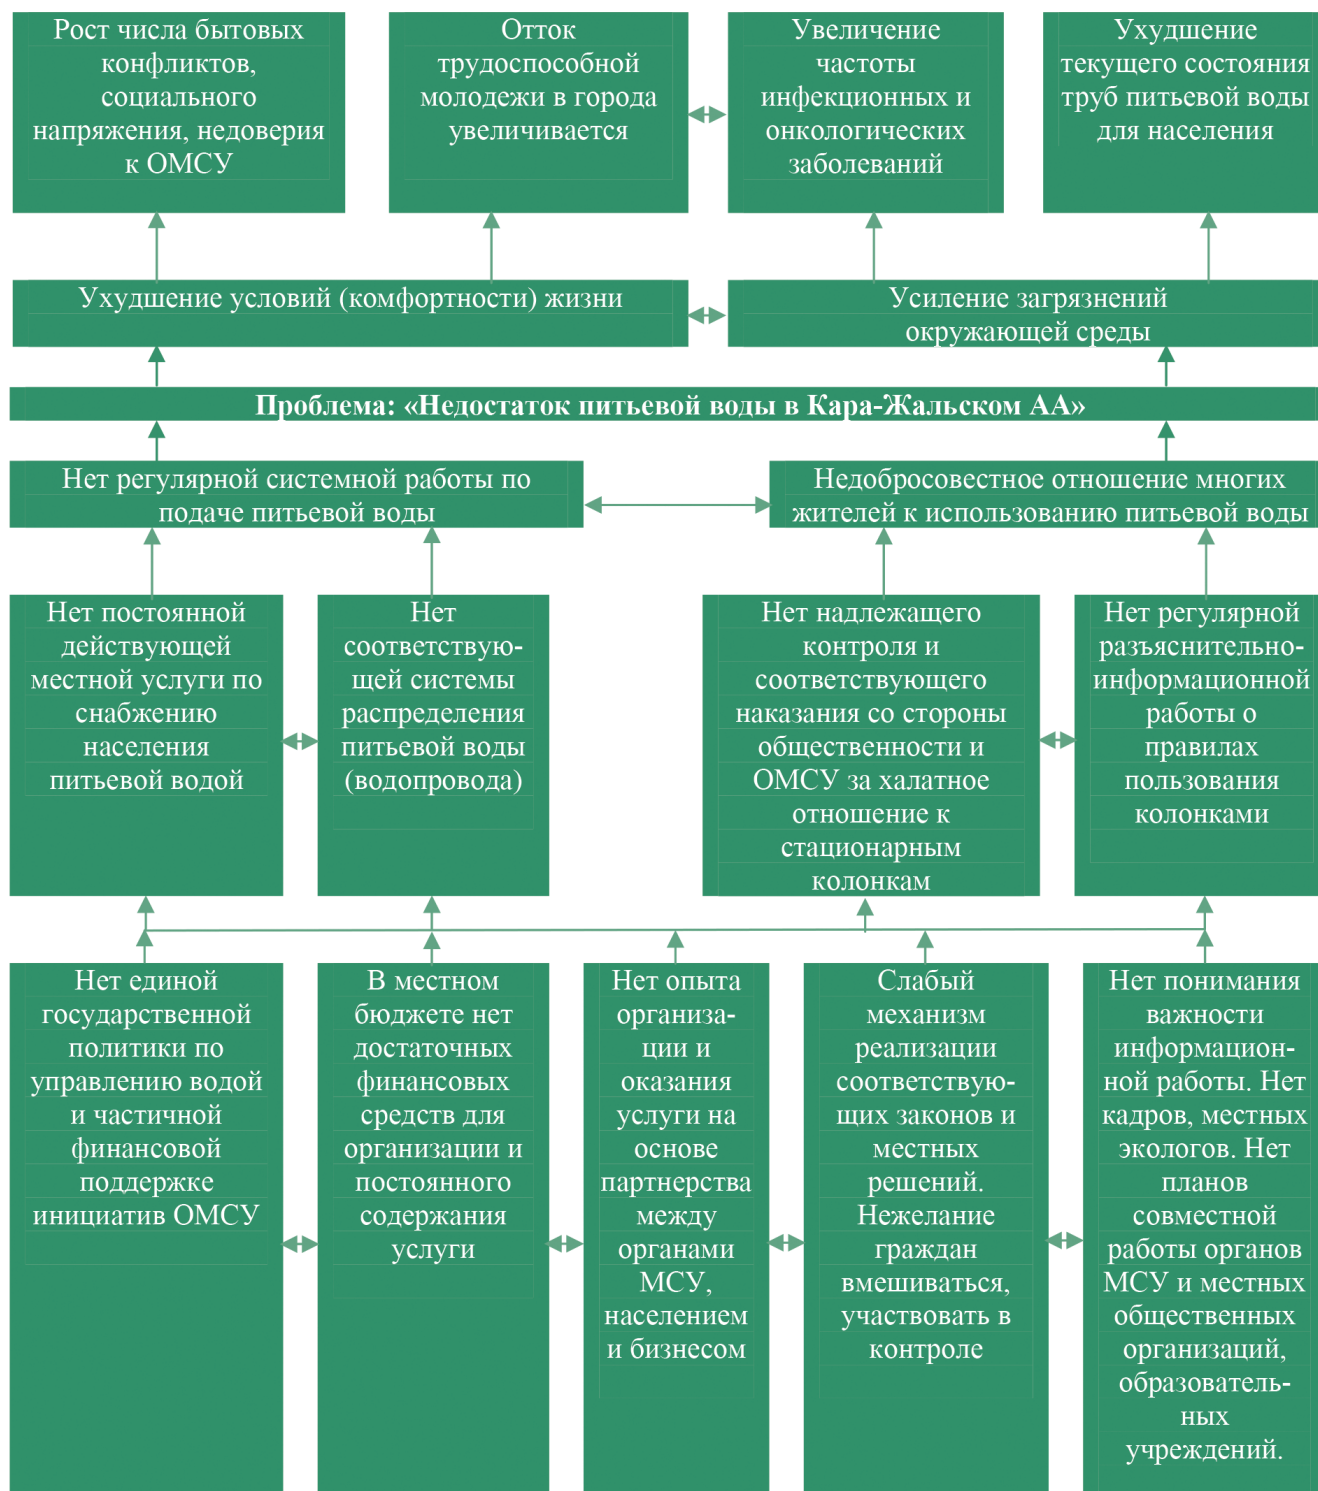 Рост числа бытовых
конфликтов,
социального
напряжения, недоверия
к ОМСУ
Отток
трудоспособной
молодежи в города
увеличивается
Увеличение
частоты
инфекционных и
онкологических
заболеваний
Ухудшение
текущего состояния
труб питьевой воды
для населения
Ухудшение условий (комфортности) жизни
Усиление загрязнений
окружающей среды
Проблема: «Недостаток питьевой воды в Кара-Жальском АА»
Нет регулярной системной работы по
подаче питьевой воды
Недобросовестное отношение многих
жителей к использованию питьевой воды
Нет постоянной
действующей
местной услуги по
снабжению
населения
питьевой водой
Нет
соответствую-
щей системы
распределения
питьевой воды
(водопровода)
Нет надлежащего
контроля и
соответствующего
наказания со стороны
общественности и
ОМСУ за халатное
отношение к
стационарным
колонкам
Нет регулярной
разъяснительно-
информационной
работы о
правилах
пользования
колонками
Нет единой
государственной
политики по
управлению водой
и частичной
финансовой
поддержке
инициатив ОМСУ
В местном
бюджете нет
достаточных
финансовых
средств для
организации и
постоянного
содержания
услуги
Нет опыта
организа-
ции и
оказания
услуги на
основе
партнерства
между
органами
МСУ,
населением
и бизнесом
Слабый
механизм
реализации
соответствую-
щих законов и
местных
решений.
Нежелание
граждан
вмешиваться,
участвовать в
контроле
Нет понимания
важности
информацион-
ной работы. Нет
кадров, местных
экологов. Нет
планов
совместной
работы органов
МСУ и местных
общественных
организаций,
образователь-
ных
учреждений.